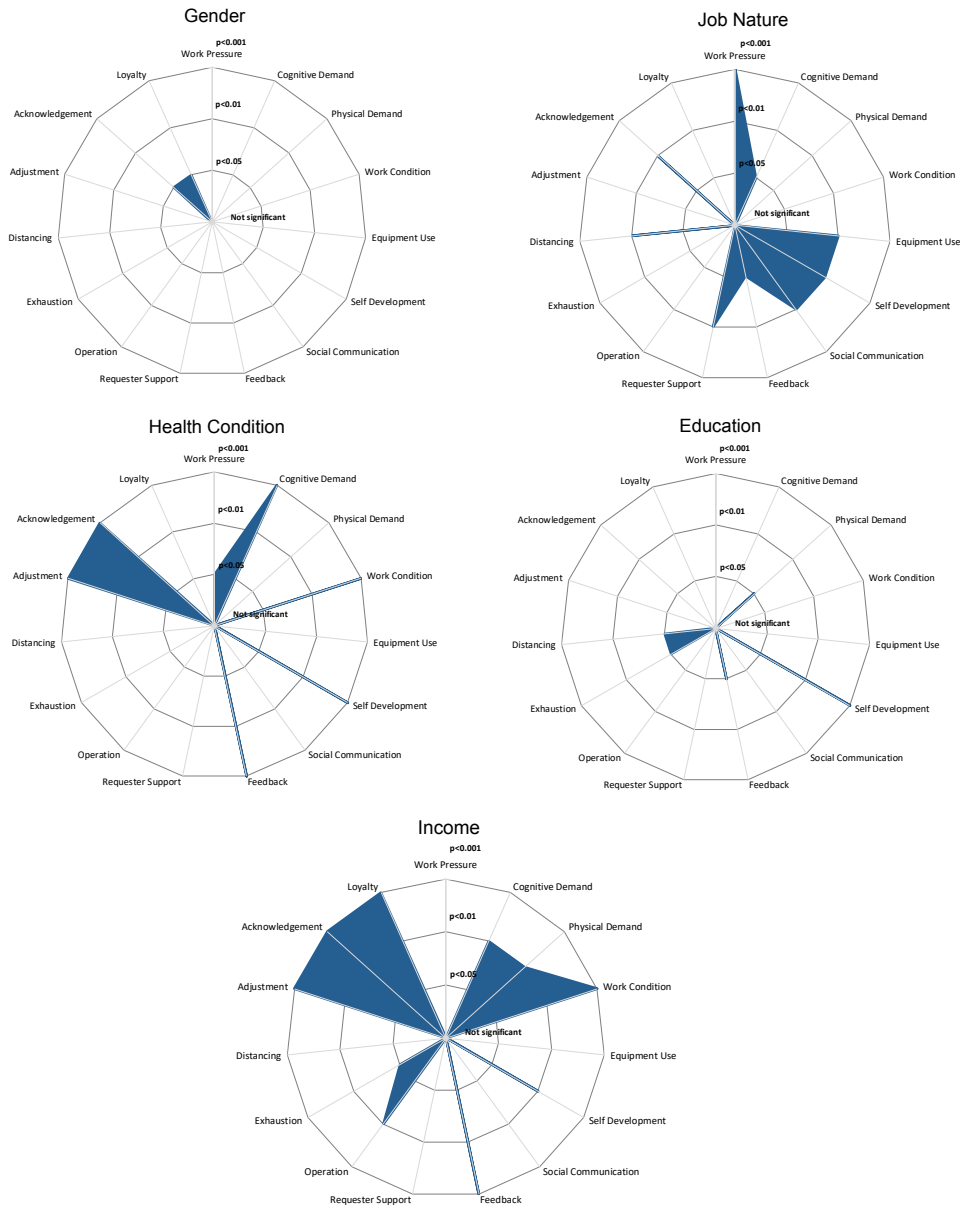 Gender
p<0.001
Work Pressure
Loyalty
Cognitive Demand
Acknowledgement
p<0.01
Physical Demand
Adjustment
p<0.05
Work Condition
Not significant
Distancing
Equipment Use
Exhaustion
Self Development
Operation
Social Communication
Requester Support
Feedback
Job Nature
p<0.001
Work Pressure
Loyalty
Cognitive Demand
Acknowledgement
p<0.01
Physical Demand
Adjustment
p<0.05
Work Condition
Not significant
Distancing
Equipment Use
Exhaustion
Self Development
Operation
Social Communication
Requester Support
Feedback
Health Condition
p<0.001
Work Pressure
Loyalty
Cognitive Demand
Acknowledgement
p<0.01
Physical Demand
Adjustment
p<0.05
Work Condition
Not significant
Distancing
Equipment Use
Exhaustion
Self Development
Operation
Social Communication
Requester Support
Feedback
Education
p<0.001
Work Pressure
Loyalty
Cognitive Demand
Acknowledgement
p<0.01
Physical Demand
Adjustment
p<0.05
Work Condition
Not significant
Distancing
Equipment Use
Exhaustion
Self Development
Operation
Social Communication
Requester Support
Feedback
Income
p<0.001
Work Pressure
Loyalty
Cognitive Demand
Acknowledgement
p<0.01
Physical Demand
Adjustment
p<0.05
Work Condition
Not significant
Distancing
Equipment Use
Exhaustion
Self Development
Operation
Social Communication
Requester Support
Feedback